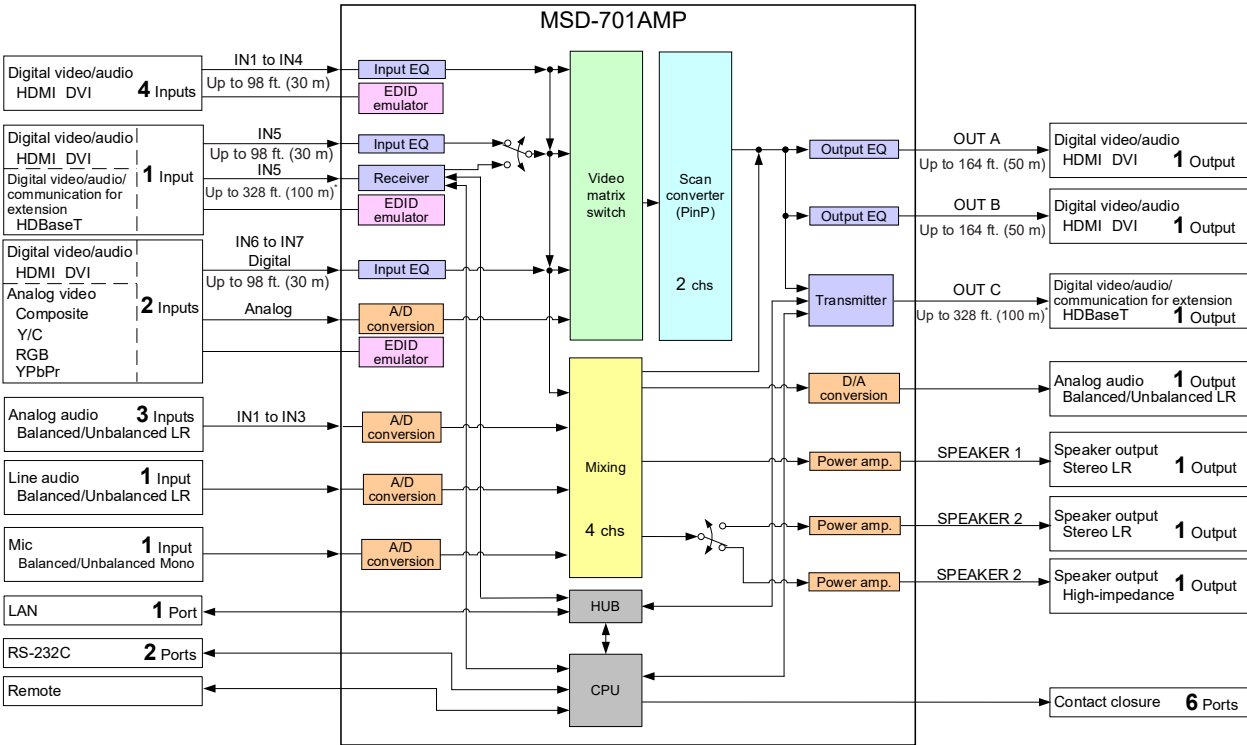 MSD-701AMP
Digital video/audio
HDMI DVI 4 Inputs
IN1 to IN4
Up to 98 ft. (30 m)
Input EQ
EDID
emulator
Digital video/audio
HDMI DVI
Digital video/audio/
communication for
extension
HDBaseT
1 Input
IN5
Up to 98 ft. (30 m)
IN5
Up to 328 ft. (100 m)*
Input EQ
Receiver
EDID
emulator
Digital video/audio
HDMI DVI
Analog video
Composite
Y/C
RGB
YPbPr
2 Inputs
IN6 to IN7
Digital
Up to 98 ft. (30 m)
Analog
Input EQ
A/D
conversion
EDID
emulator
Analog audio 3 Inputs
Balanced/Unbalanced LR
IN1 to IN3
A/D
conversion
Line audio 1 Input
Balanced/Unbalanced LR
A/D
conversion
Mic 1 Input
Balanced/Unbalanced Mono
A/D
conversion
LAN 1 Port
RS-232C 2 Ports
Remote
Video
matrix
switch
Scan
converter
(PinP)
2 chs
Mixing
4 chs
HUB
CPU
Output EQ
OUT A
Up to 164 ft. (50 m)
Digital video/audio
HDMI DVI 1 Output
Output EQ
OUT B
Up to 164 ft. (50 m)
Digital video/audio
HDMI DVI 1 Output
Transmitter
OUT C
Up to 328 ft. (100 m)*
Digital video/audio/
communication for extension
HDBaseT 1 Output
D/A
conversion
Analog audio 1 Output
Balanced/Unbalanced LR
Power amp.
SPEAKER 1
Speaker output
Stereo LR 1 Output
Power amp.
SPEAKER 2
Speaker output
Stereo LR 1 Output
Power amp.
SPEAKER 2
Speaker output
High-impedance 1 Output
Contact closure 6 Ports